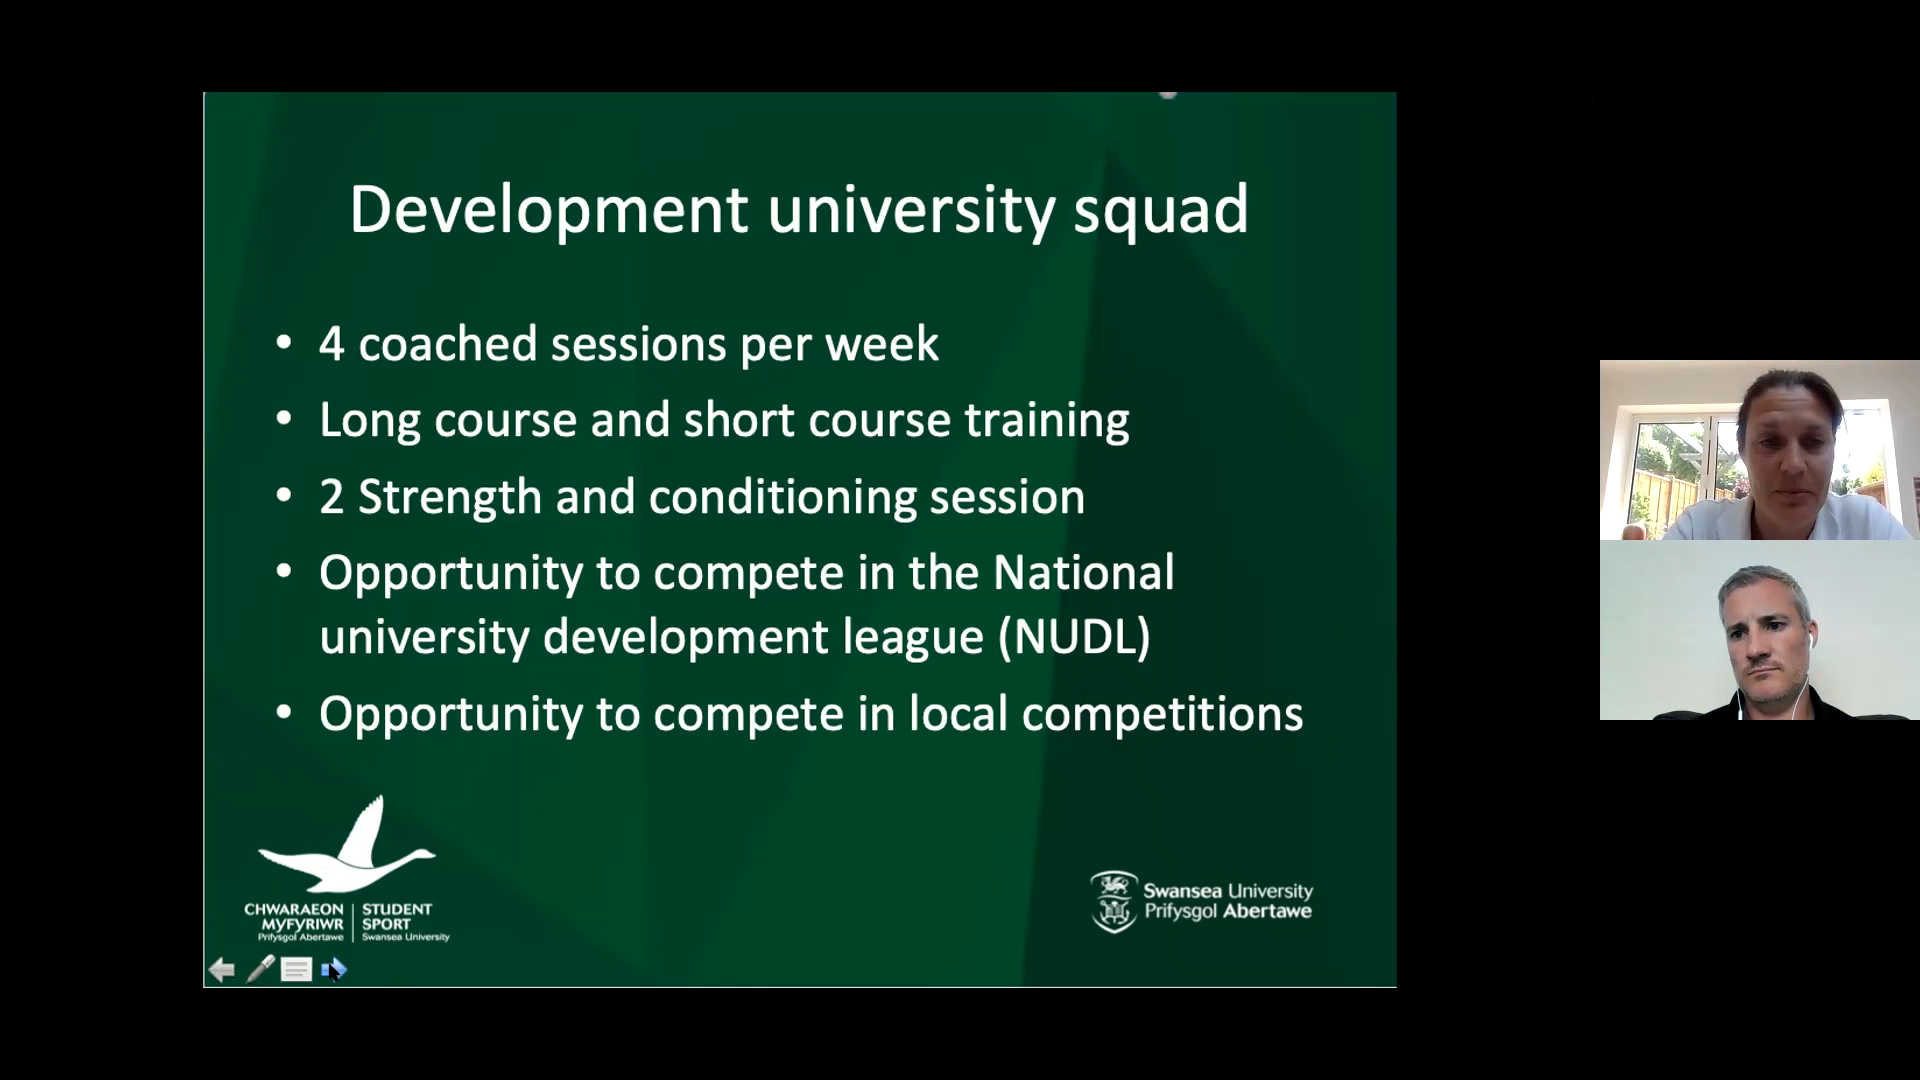 Development university squad
• 4 coached sessions per week
• Long course and short course training
• 2 Strength and conditioning session
• Opportunity to compete in the National
university development league (NUDL)
• Opportunity to compete in local competitions
CHWARAEON
MYFYRIWR
Prifysgol Abertawe
STUDENT
SPORT
Swansea University
Swansea University
Prifysgol Abertawe